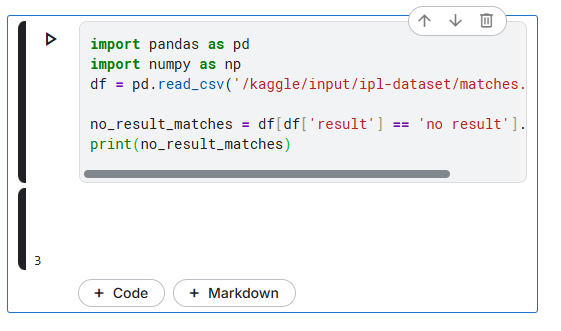 import pandas as pd
import numpy as np
df = pd.read_csv('/kaggle/input/ipl-dataset/matches.
no_result_matches = df[df['result'] == 'no result'].
print(no_result_matches)
3
+ Code + Markdown